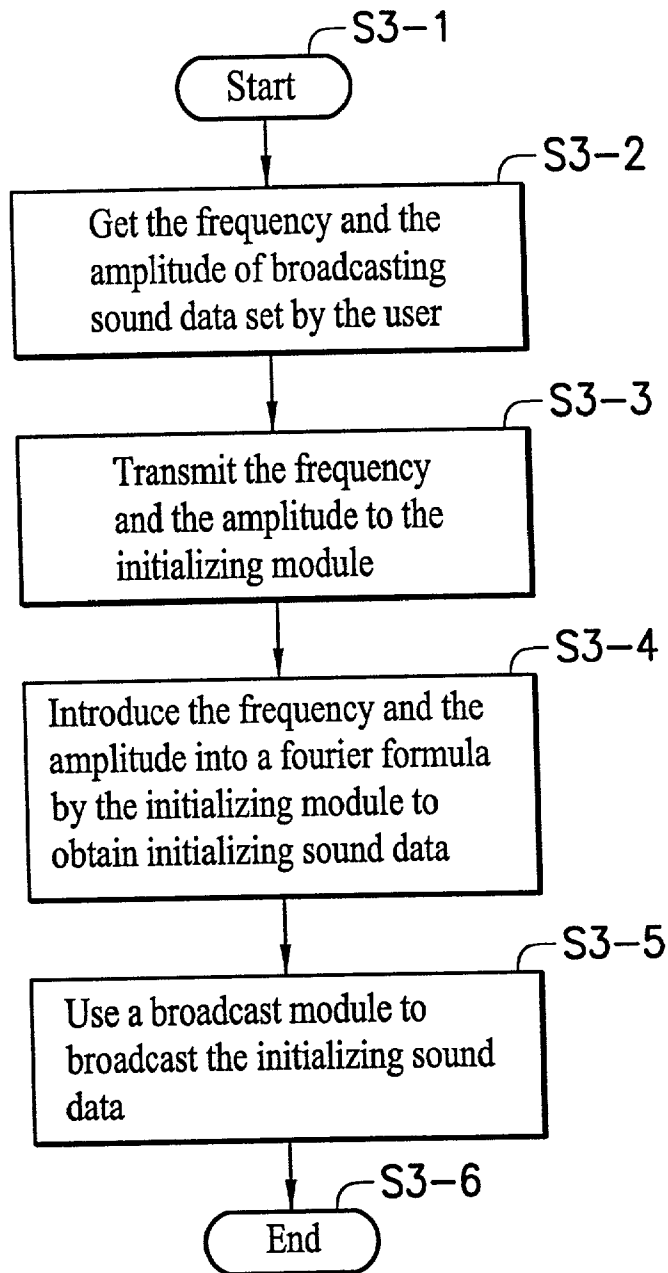 S3-1
Start
S3-2
Get the frequency and the
amplitude of broadcasting
sound data set by the user
S3-3
Transmit the frequency
and the amplitude to the
initializing module
S3-4
Introduce the frequency and the
amplitude into a fourier formula
by the initializing module to
obtain initializing sound data
S3-5
Use a broadcast module to
broadcast the initializing sound
data
S3-6
End